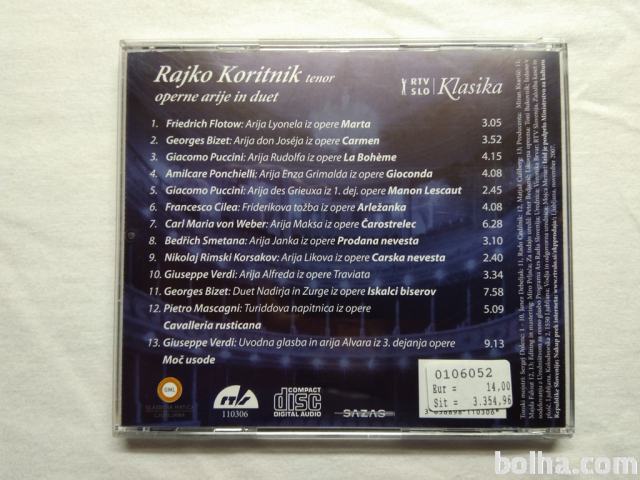 Rajko Koritnik tenor
operne arije in duet
RTV SLO Klasika
1. Friedrich Flotow: Arija Lyonela iz opere Marta 3.05
2. Georges Bizet: Arija don Joséja iz opere Carmen 3.52
3. Giacomo Puccini: Arija Rudolfa iz opere La Bohème 4.15
4. Amilcare Ponchielli: Arija Enza Grimalda iz opere Gioconda 4.08
5. Giacomo Puccini: Arija des Grieuxa iz 1. dej. opere Manon Lescaut 2.45
6. Francesco Cilea: Friderikova tožba iz opere Arležanka 4.08
7. Carl Maria von Weber: Arija Maksa iz opere Čarostrelec 6.28
8. Bedřich Smetana: Arija Janka iz opere Prodana nevesta 3.10
9. Nikolaj Rimski Korsakov: Arija Likova iz opere Carska nevesta 2.40
10. Giuseppe Verdi: Arija Alfreda iz opere Traviata 3.34
11. Georges Bizet: Duet Nadirja in Zurge iz opere Iskalci biserov 7.58
12. Pietro Mascagni: Turiddova napitnica iz opere 5.09
Cavalleria rusticana
13. Giuseppe Verdi: Uvodna glasba in arija Alvara iz 3. dejanja opere 9.13
Moč usode
GML
GLASBENA MATICA
LJUBLJANA
110306
COMPACT
disc
DIGITAL AUDIO
SAZAS
0106052
Eur = 14,00
Sit = 3.354,96
3 838898 110306
bolha.com